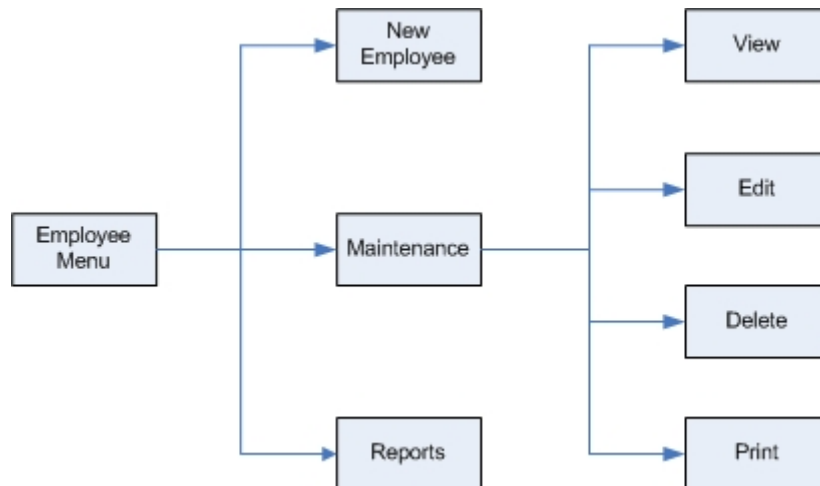 New
Employee
View
Edit
Employee
Menu
Maintenance
Delete
Reports
Print